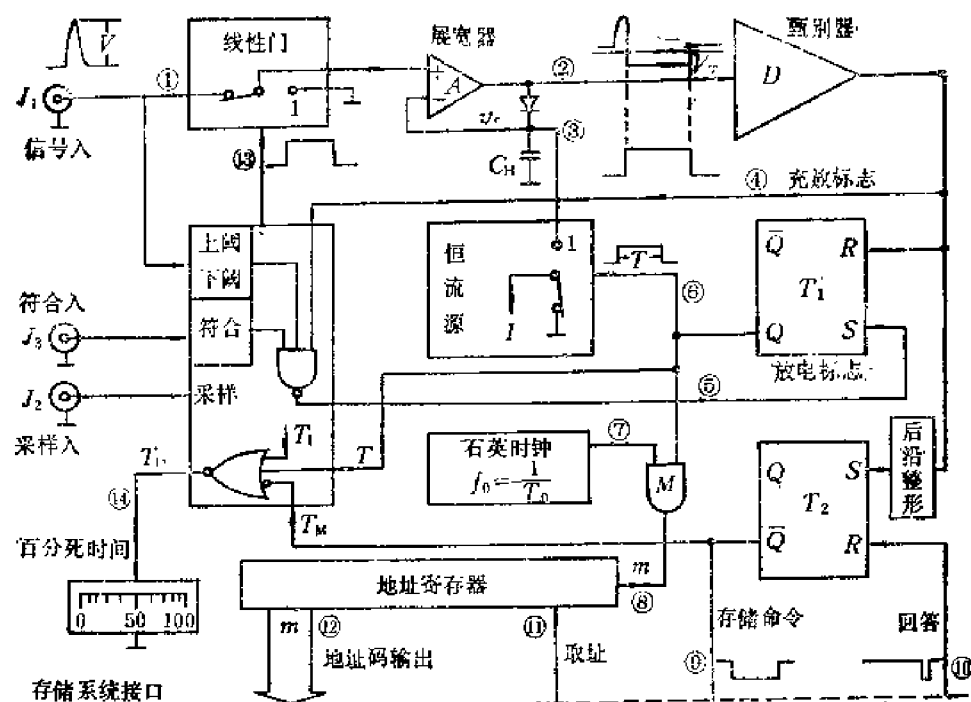 线性门
展宽器
甄别器
V
①
1
+
−
A
②
V_T
D
J₁
信号入
v_c
③
C_H
⑬
④ 充放标志
上阈
下阈
符合
采样
符合入
J₃
J₂
采样入
恒流源
1
I
T
⑥
Q̄ R
T₁
Q S
放电标志
⑤
T₁
T
石英时钟
f₀=1/T₀
⑦
M
Q S
T₂
Q̄ R
后沿整形
⑭
T_M
百分死时间
0 50 100
地址寄存器
m
⑧
m
⑫
地址码输出
⑪
取址
存储命令
⑨
回答
⑩
存储系统接口